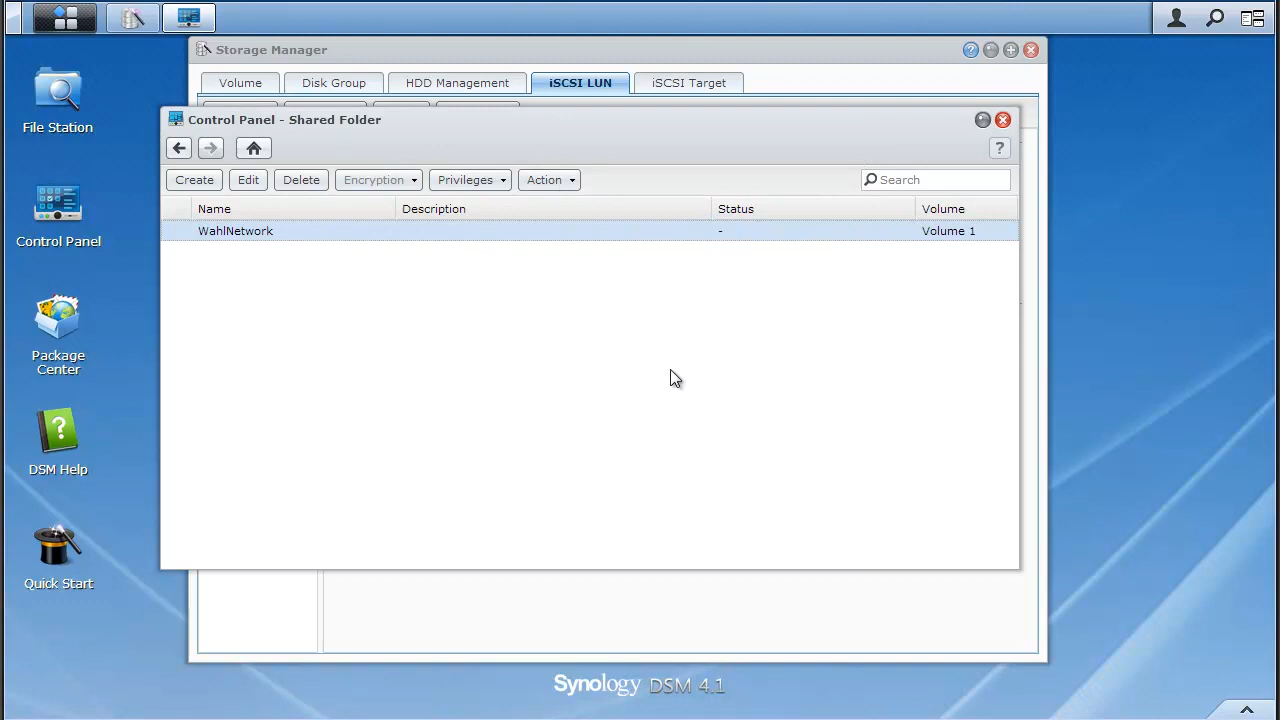 Storage Manager
Volume
Disk Group
HDD Management
iSCSI LUN
iSCSI Target
Control Panel - Shared Folder
Create
Edit
Delete
Encryption
Privileges
Action
Search
Name
Description
Status
Volume
WahlNetwork
-
Volume 1
File Station
Control Panel
Package
Center
DSM Help
Quick Start
Synology DSM 4.1